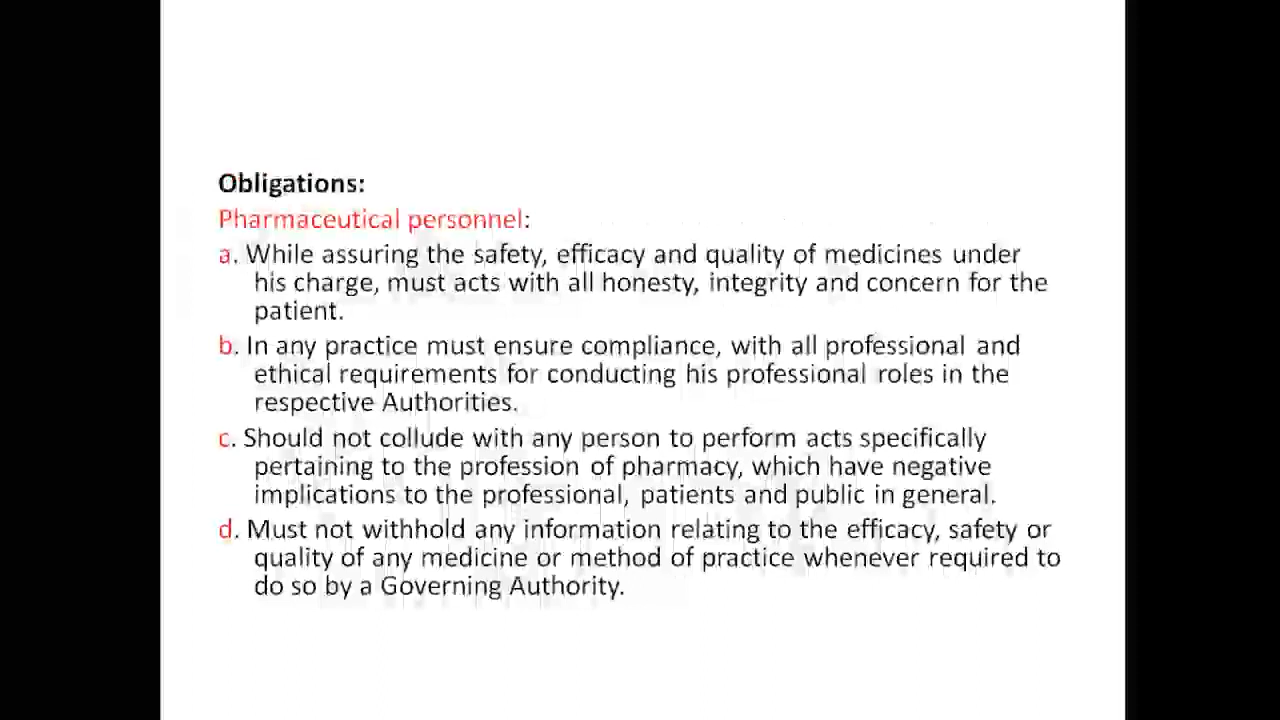 Obligations:
Pharmaceutical personnel:
a. While assuring the safety, efficacy and quality of medicines under
his charge, must acts with all honesty, integrity and concern for the
patient.
b. In any practice must ensure compliance, with all professional and
ethical requirements for conducting his professional roles in the
respective Authorities.
c. Should not collude with any person to perform acts specifically
pertaining to the profession of pharmacy, which have negative
implications to the professional, patients and public in general.
d. Must not withhold any information relating to the efficacy, safety or
quality of any medicine or method of practice whenever required to
do so by a Governing Authority.